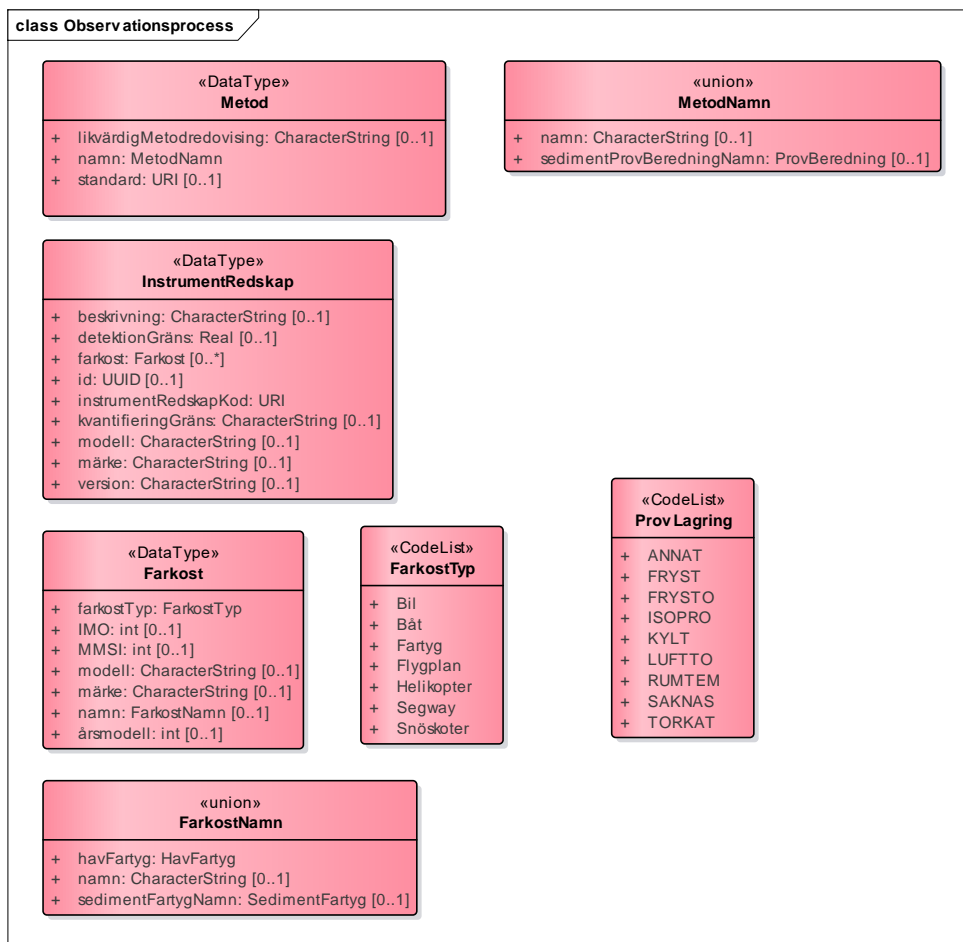 class Observationsprocess
«DataType»
Metod
+ likvärdigMetodredovising: CharacterString [0..1]
+ namn: MetodNamn
+ standard: URI [0..1]
«union»
MetodNamn
+ namn: CharacterString [0..1]
+ sedimentProvBeredningNamn: ProvBeredning [0..1]
«DataType»
InstrumentRedskap
+ beskrivning: CharacterString [0..1]
+ detektionGräns: Real [0..1]
+ farkost: Farkost [0..*]
+ id: UUID [0..1]
+ instrumentRedskapKod: URI
+ kvantifieringGräns: CharacterString [0..1]
+ modell: CharacterString [0..1]
+ märke: CharacterString [0..1]
+ version: CharacterString [0..1]
«DataType»
Farkost
+ farkostTyp: FarkostTyp
+ IMO: int [0..1]
+ MMSI: int [0..1]
+ modell: CharacterString [0..1]
+ märke: CharacterString [0..1]
+ namn: FarkostNamn [0..1]
+ årsmodell: int [0..1]
«CodeList»
FarkostTyp
+ Bil
+ Båt
+ Fartyg
+ Flygplan
+ Helikopter
+ Segway
+ Snöskoter
«CodeList»
ProvLagring
+ ANNAT
+ FRYST
+ FRYSTO
+ ISOPRO
+ KYLT
+ LUFTTO
+ RUMTEM
+ SAKNAS
+ TORKAT
«union»
FarkostNamn
+ havFartyg: HavFartyg
+ namn: CharacterString [0..1]
+ sedimentFartygNamn: SedimentFartyg [0..1]